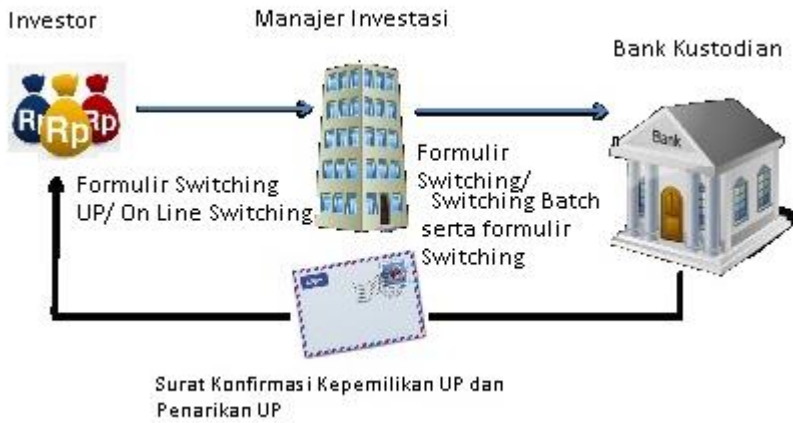 Investor
Manajer Investasi
Bank Kustodian
Rp
Rp
Rp
Bank
Formulir Switching
UP/ On Line Switching
Formulir
Switching/
Switching Batch
serta formulir
Switching
Surat Konfirmasi Kepemilikan UP dan
Penarikan UP